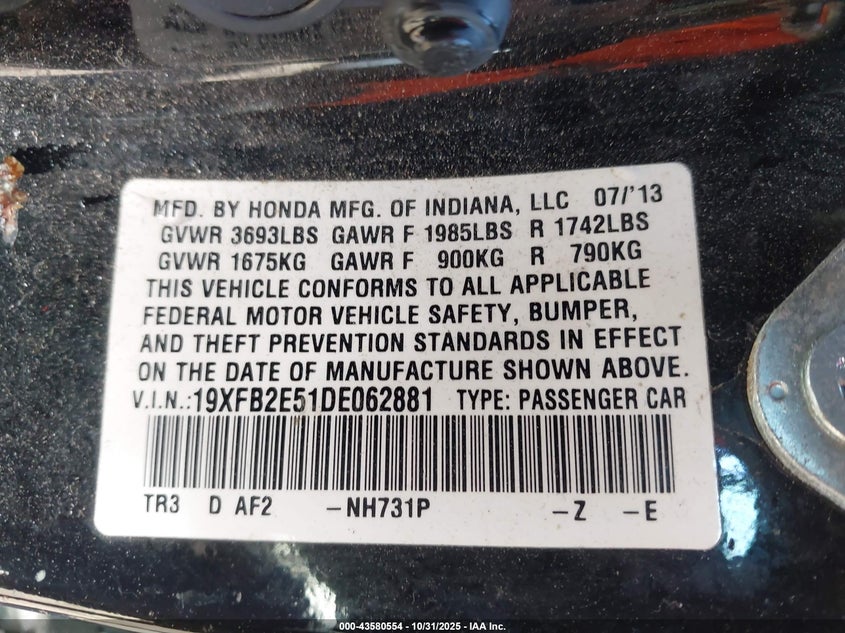 MFD. BY HONDA MFG. OF INDIANA, LLC 07/'13
GVWR 3693LBS GAWR F 1985LBS R 1742LBS
GVWR 1675KG GAWR F 900KG R 790KG
THIS VEHICLE CONFORMS TO ALL APPLICABLE
FEDERAL MOTOR VEHICLE SAFETY, BUMPER,
AND THEFT PREVENTION STANDARDS IN EFFECT
ON THE DATE OF MANUFACTURE SHOWN ABOVE.
V.I.N.:19XFB2E51DE062881 TYPE: PASSENGER CAR
TR3 D AF2 -NH731P -Z -E
000-43580554 | 10/31/2025 - IAA Inc.